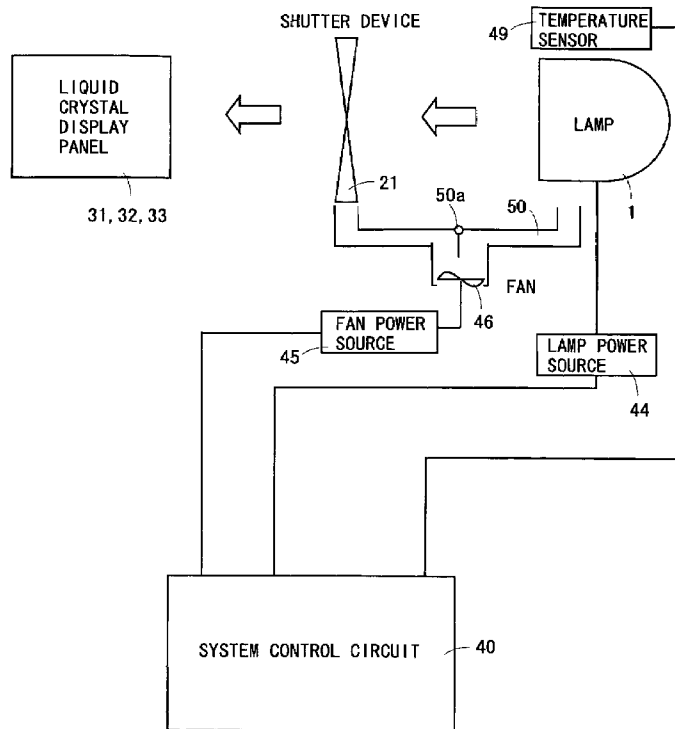 SHUTTER DEVICE
49
TEMPERATURE
SENSOR
LIQUID
CRYSTAL
DISPLAY
PANEL
LAMP
21
31, 32, 33
50a
50
1
FAN
46
FAN POWER
SOURCE
45
LAMP POWER
SOURCE
44
SYSTEM CONTROL CIRCUIT
40